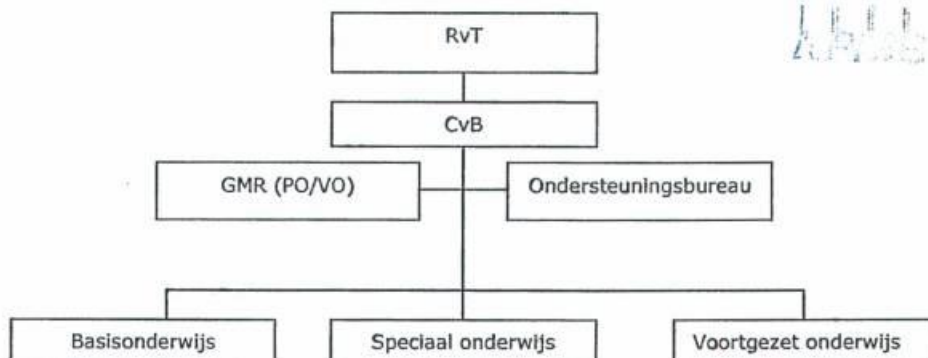 RvT
CvB
GMR (PO/VO)
Ondersteuningsbureau
Basisonderwijs
Speciaal onderwijs
Voortgezet onderwijs